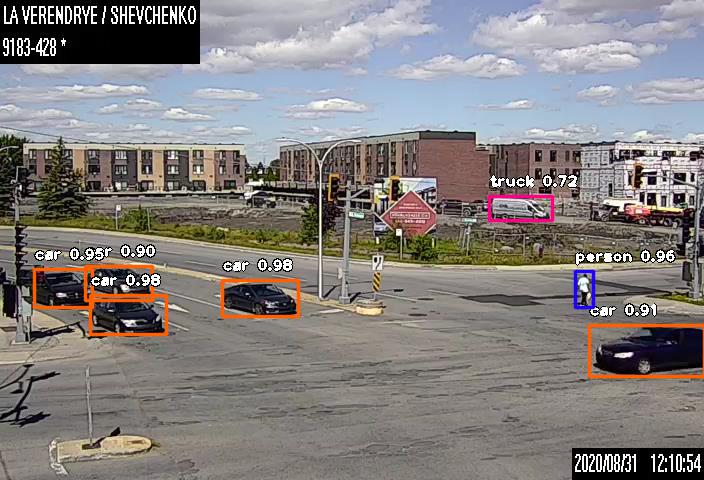 LA VERENDRYE / SHEVCHENKO
9183-428 *
truck 0.72
car 0.95
r 0.90
car 0.98
car 0.98
person 0.96
car 0.91
2020/08/31 12:10:54